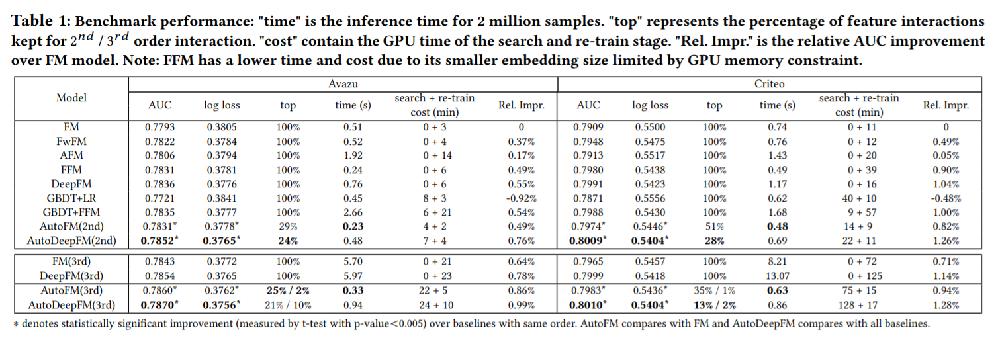 Table 1: Benchmark performance: "time" is the inference time for 2 million samples. "top" represents the percentage of feature interactions
kept for 2nd / 3rd order interaction. "cost" contain the GPU time of the search and re-train stage. "Rel. Impr." is the relative AUC improvement
over FM model. Note: FFM has a lower time and cost due to its smaller embedding size limited by GPU memory constraint.
Model Avazu Criteo
AUC log loss top time (s) search + re-train cost (min) Rel. Impr. AUC log loss top time (s) search + re-train cost (min) Rel. Impr.
FM 0.7793 0.3805 100% 0.51 0 + 3 0 0.7909 0.5500 100% 0.74 0 + 11 0
FwFM 0.7822 0.3784 100% 0.52 0 + 4 0.37% 0.7948 0.5475 100% 0.76 0 + 12 0.49%
AFM 0.7806 0.3794 100% 1.92 0 + 14 0.17% 0.7913 0.5517 100% 1.43 0 + 20 0.05%
FFM 0.7831 0.3781 100% 0.24 0 + 6 0.49% 0.7980 0.5438 100% 0.49 0 + 39 0.90%
DeepFM 0.7836 0.3776 100% 0.76 0 + 6 0.55% 0.7991 0.5423 100% 1.17 0 + 16 1.04%
GBDT+LR 0.7721 0.3841 100% 0.45 8 + 3 -0.92% 0.7871 0.5556 100% 0.62 40 + 10 -0.48%
GBDT+FFM 0.7835 0.3777 100% 2.66 6 + 21 0.54% 0.7988 0.5430 100% 1.68 9 + 57 1.00%
AutoFM(2nd) 0.7831* 0.3778* 29% 0.23 4 + 2 0.49% 0.7974* 0.5446* 51% 0.48 14 + 9 0.82%
AutoDeepFM(2nd) 0.7852* 0.3765* 24% 0.48 7 + 4 0.76% 0.8009* 0.5404* 28% 0.69 22 + 11 1.26%
FM(3rd) 0.7843 0.3772 100% 5.70 0 + 21 0.64% 0.7965 0.5457 100% 8.21 0 + 72 0.71%
DeepFM(3rd) 0.7854 0.3765 100% 5.97 0 + 23 0.78% 0.7999 0.5418 100% 13.07 0 + 125 1.14%
AutoFM(3rd) 0.7860* 0.3762* 25% / 2% 0.33 22 + 5 0.86% 0.7983* 0.5436* 35% / 1% 0.63 75 + 15 0.94%
AutoDeepFM(3rd) 0.7870* 0.3756* 21% / 10% 0.94 24 + 10 0.99% 0.8010* 0.5404* 13% / 2% 0.86 128 + 17 1.28%
* denotes statistically significant improvement (measured by t-test with p-value<0.005) over baselines with same order. AutoFM compares with FM and AutoDeepFM compares with all baselines.